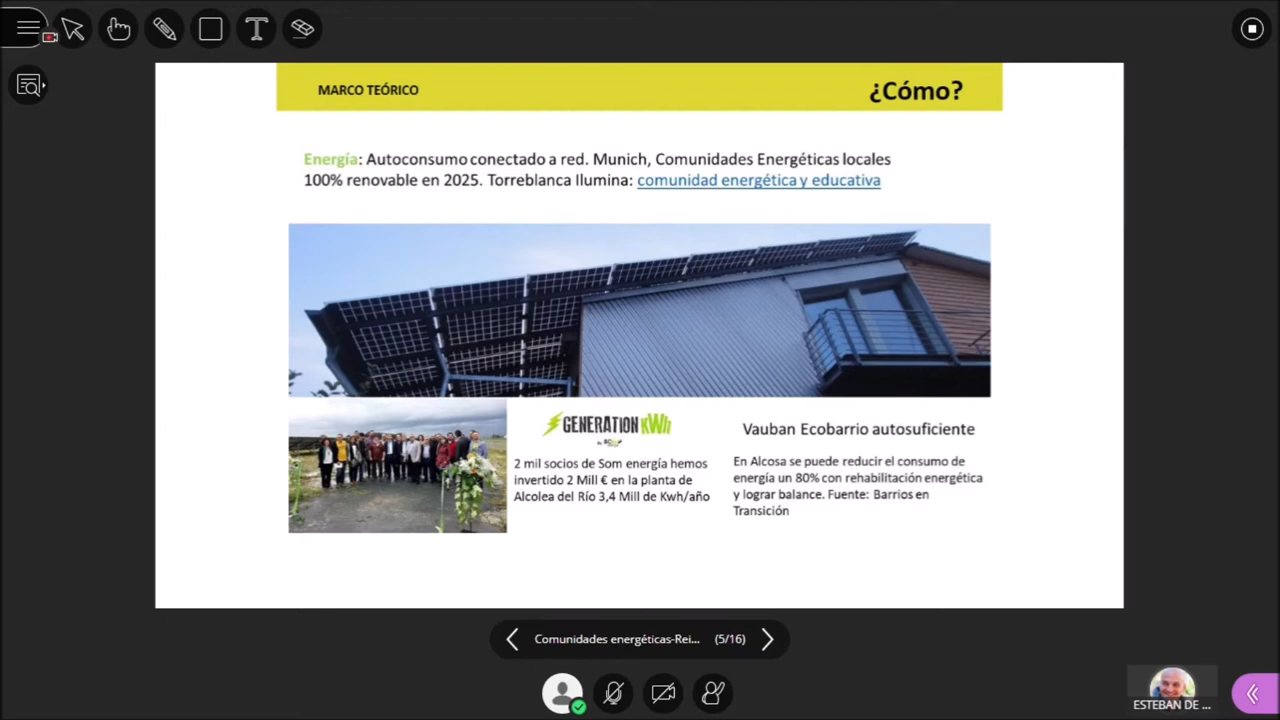 MARCO TEÓRICO
¿Cómo?
Energía: Autoconsumo conectado a red. Munich, Comunidades Energéticas locales
100% renovable en 2025. Torreblanca Ilumina: comunidad energética y educativa
GENERATION kWh
2 mil socios de Som energía hemos
invertido 2 Mill € en la planta de
Alcolea del Río 3,4 Mill de Kwh/año
Vauban Ecobarrio autosuficiente
En Alcosa se puede reducir el consumo de
energía un 80% con rehabilitación energética
y lograr balance. Fuente: Barrios en
Transición
Comunidades energéticas-Rei... (5/16)
ESTEBAN DE ...